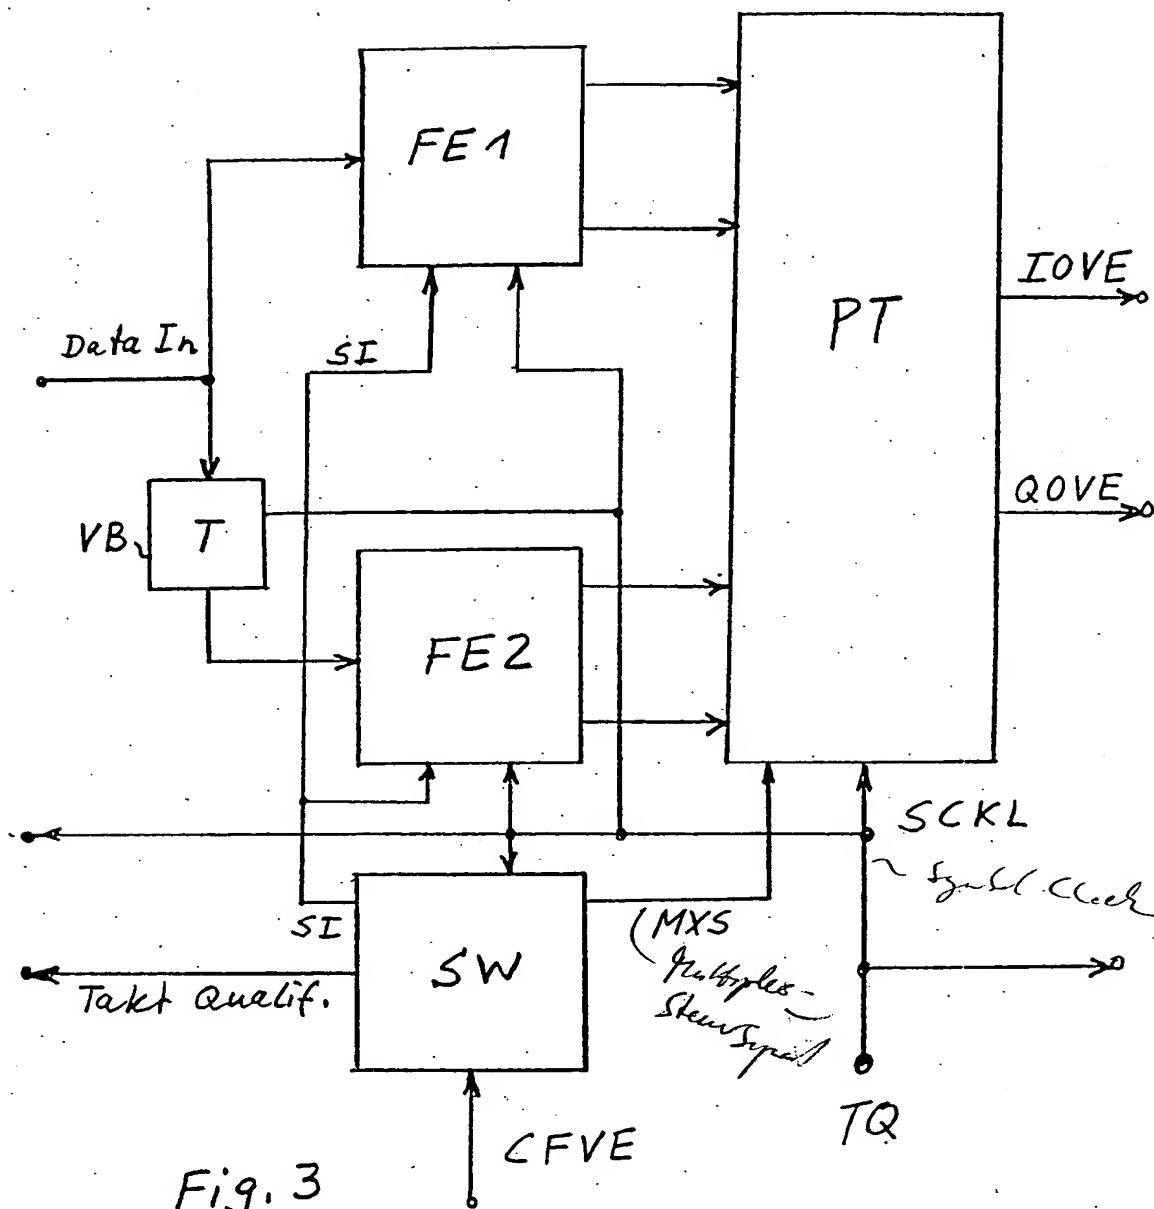 FE1
IOVE
PT
Data In
SI
QOVE
VB
T
FE2
SCKL
SI
MXS
SW
Multiplex-
Takt Qualif.
TQ
CFVE
Fig. 3